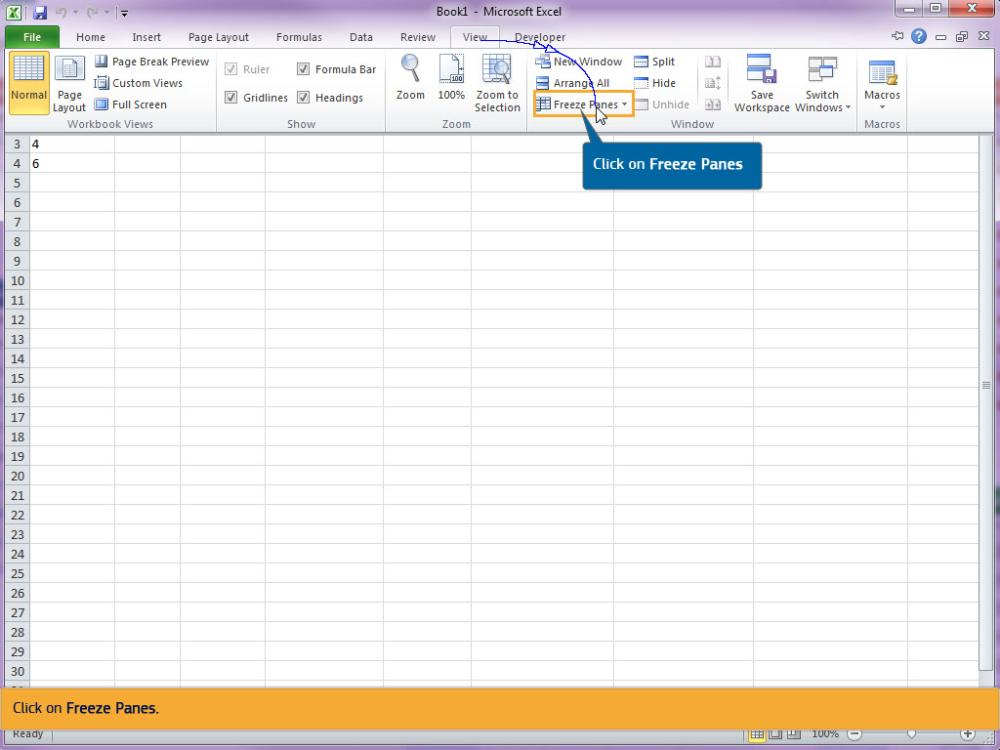 Book1 - Microsoft Excel
File Home Insert Page Layout Formulas Data Review View Developer
Normal
Page Layout
Page Break Preview
Custom Views
Full Screen
Workbook Views
Ruler
Formula Bar
Gridlines
Headings
Show
Zoom
100%
Zoom to Selection
Zoom
New Window
Arrange All
Freeze Panes
Split
Hide
Unhide
Save Workspace
Switch Windows
Window
Macros
Macros
Click on Freeze Panes
3 4
4 6
5
6
7
8
9
10
11
12
13
14
15
16
17
18
19
20
21
22
23
24
25
26
27
28
29
30
Click on Freeze Panes.
Ready
100%